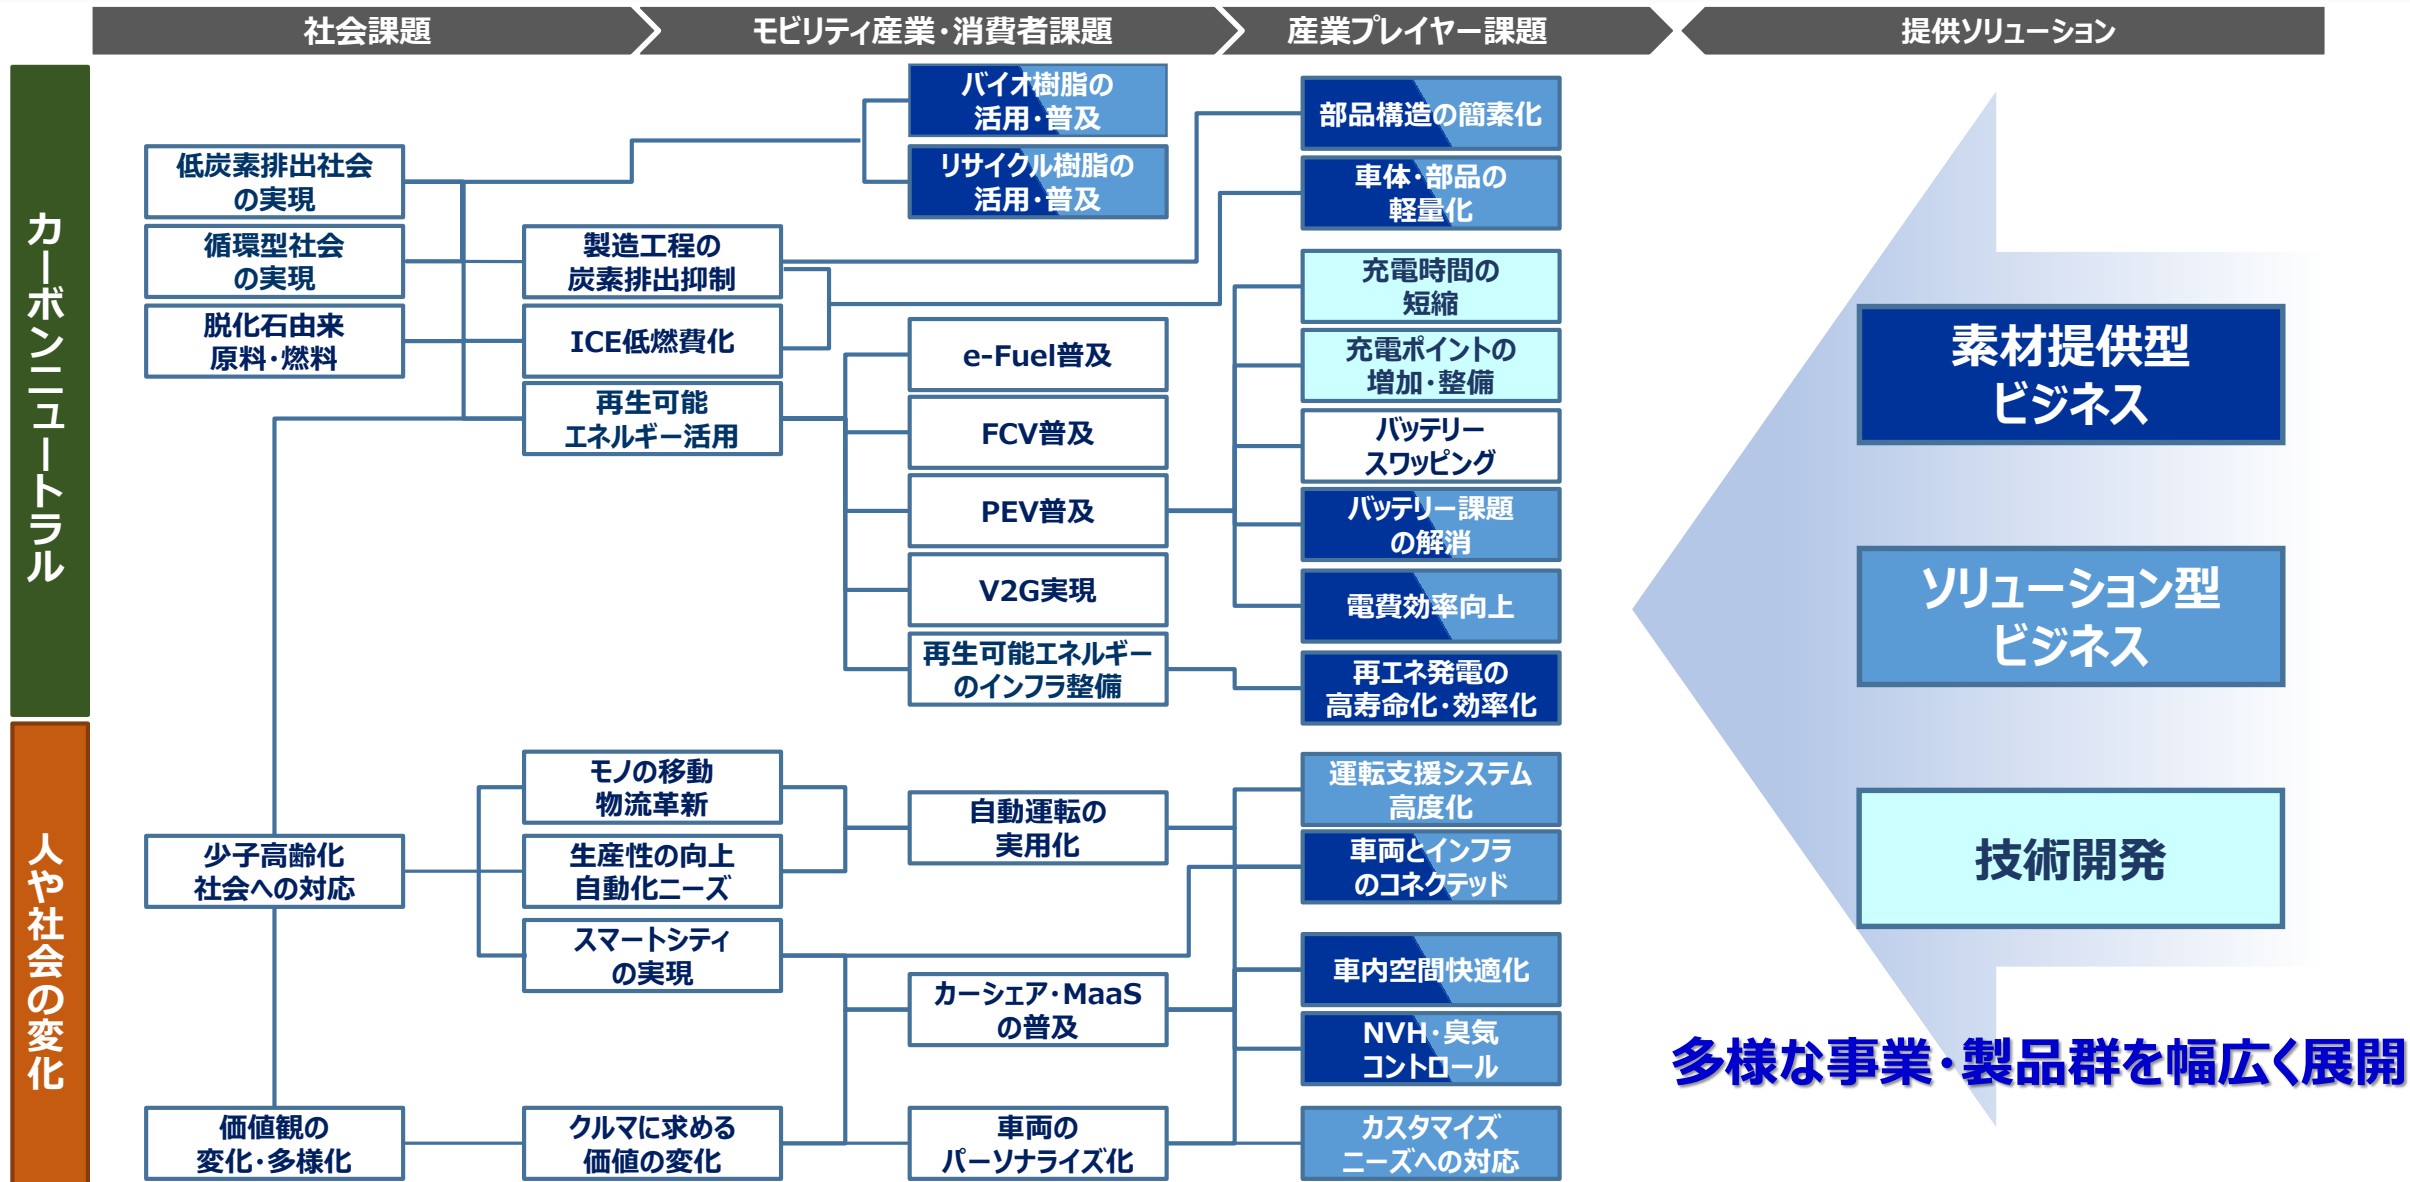 社会課題
モビリティ産業・消費者課題
産業プレイヤー課題
提供ソリューション
カーボンニュートラル
低炭素排出社会
の実現
循環型社会
の実現
脱化石由来
原料・燃料
製造工程の
炭素排出抑制
ICE低燃費化
再生可能
エネルギー活用
バイオ樹脂の
活用・普及
リサイクル樹脂の
活用・普及
e-Fuel普及
FCV普及
PEV普及
V2G実現
再生可能エネルギー
のインフラ整備
部品構造の簡素化
車体・部品の
軽量化
充電時間の
短縮
充電ポイントの
増加・整備
バッテリー
スワッピング
バッテリー課題
の解消
電費効率向上
再エネ発電の
高寿命化・効率化
人や社会の変化
少子高齢化
社会への対応
価値観の
変化・多様化
モノの移動
物流革新
生産性の向上
自動化ニーズ
スマートシティ
の実現
クルマに求める
価値の変化
自動運転の
実用化
カーシェア・MaaS
の普及
車両の
パーソナライズ化
運転支援システム
高度化
車両とインフラ
のコネクテッド
車内空間快適化
NVH・臭気
コントロール
カスタマイズ
ニーズへの対応
素材提供型
ビジネス
ソリューション型
ビジネス
技術開発
多様な事業・製品群を幅広く展開